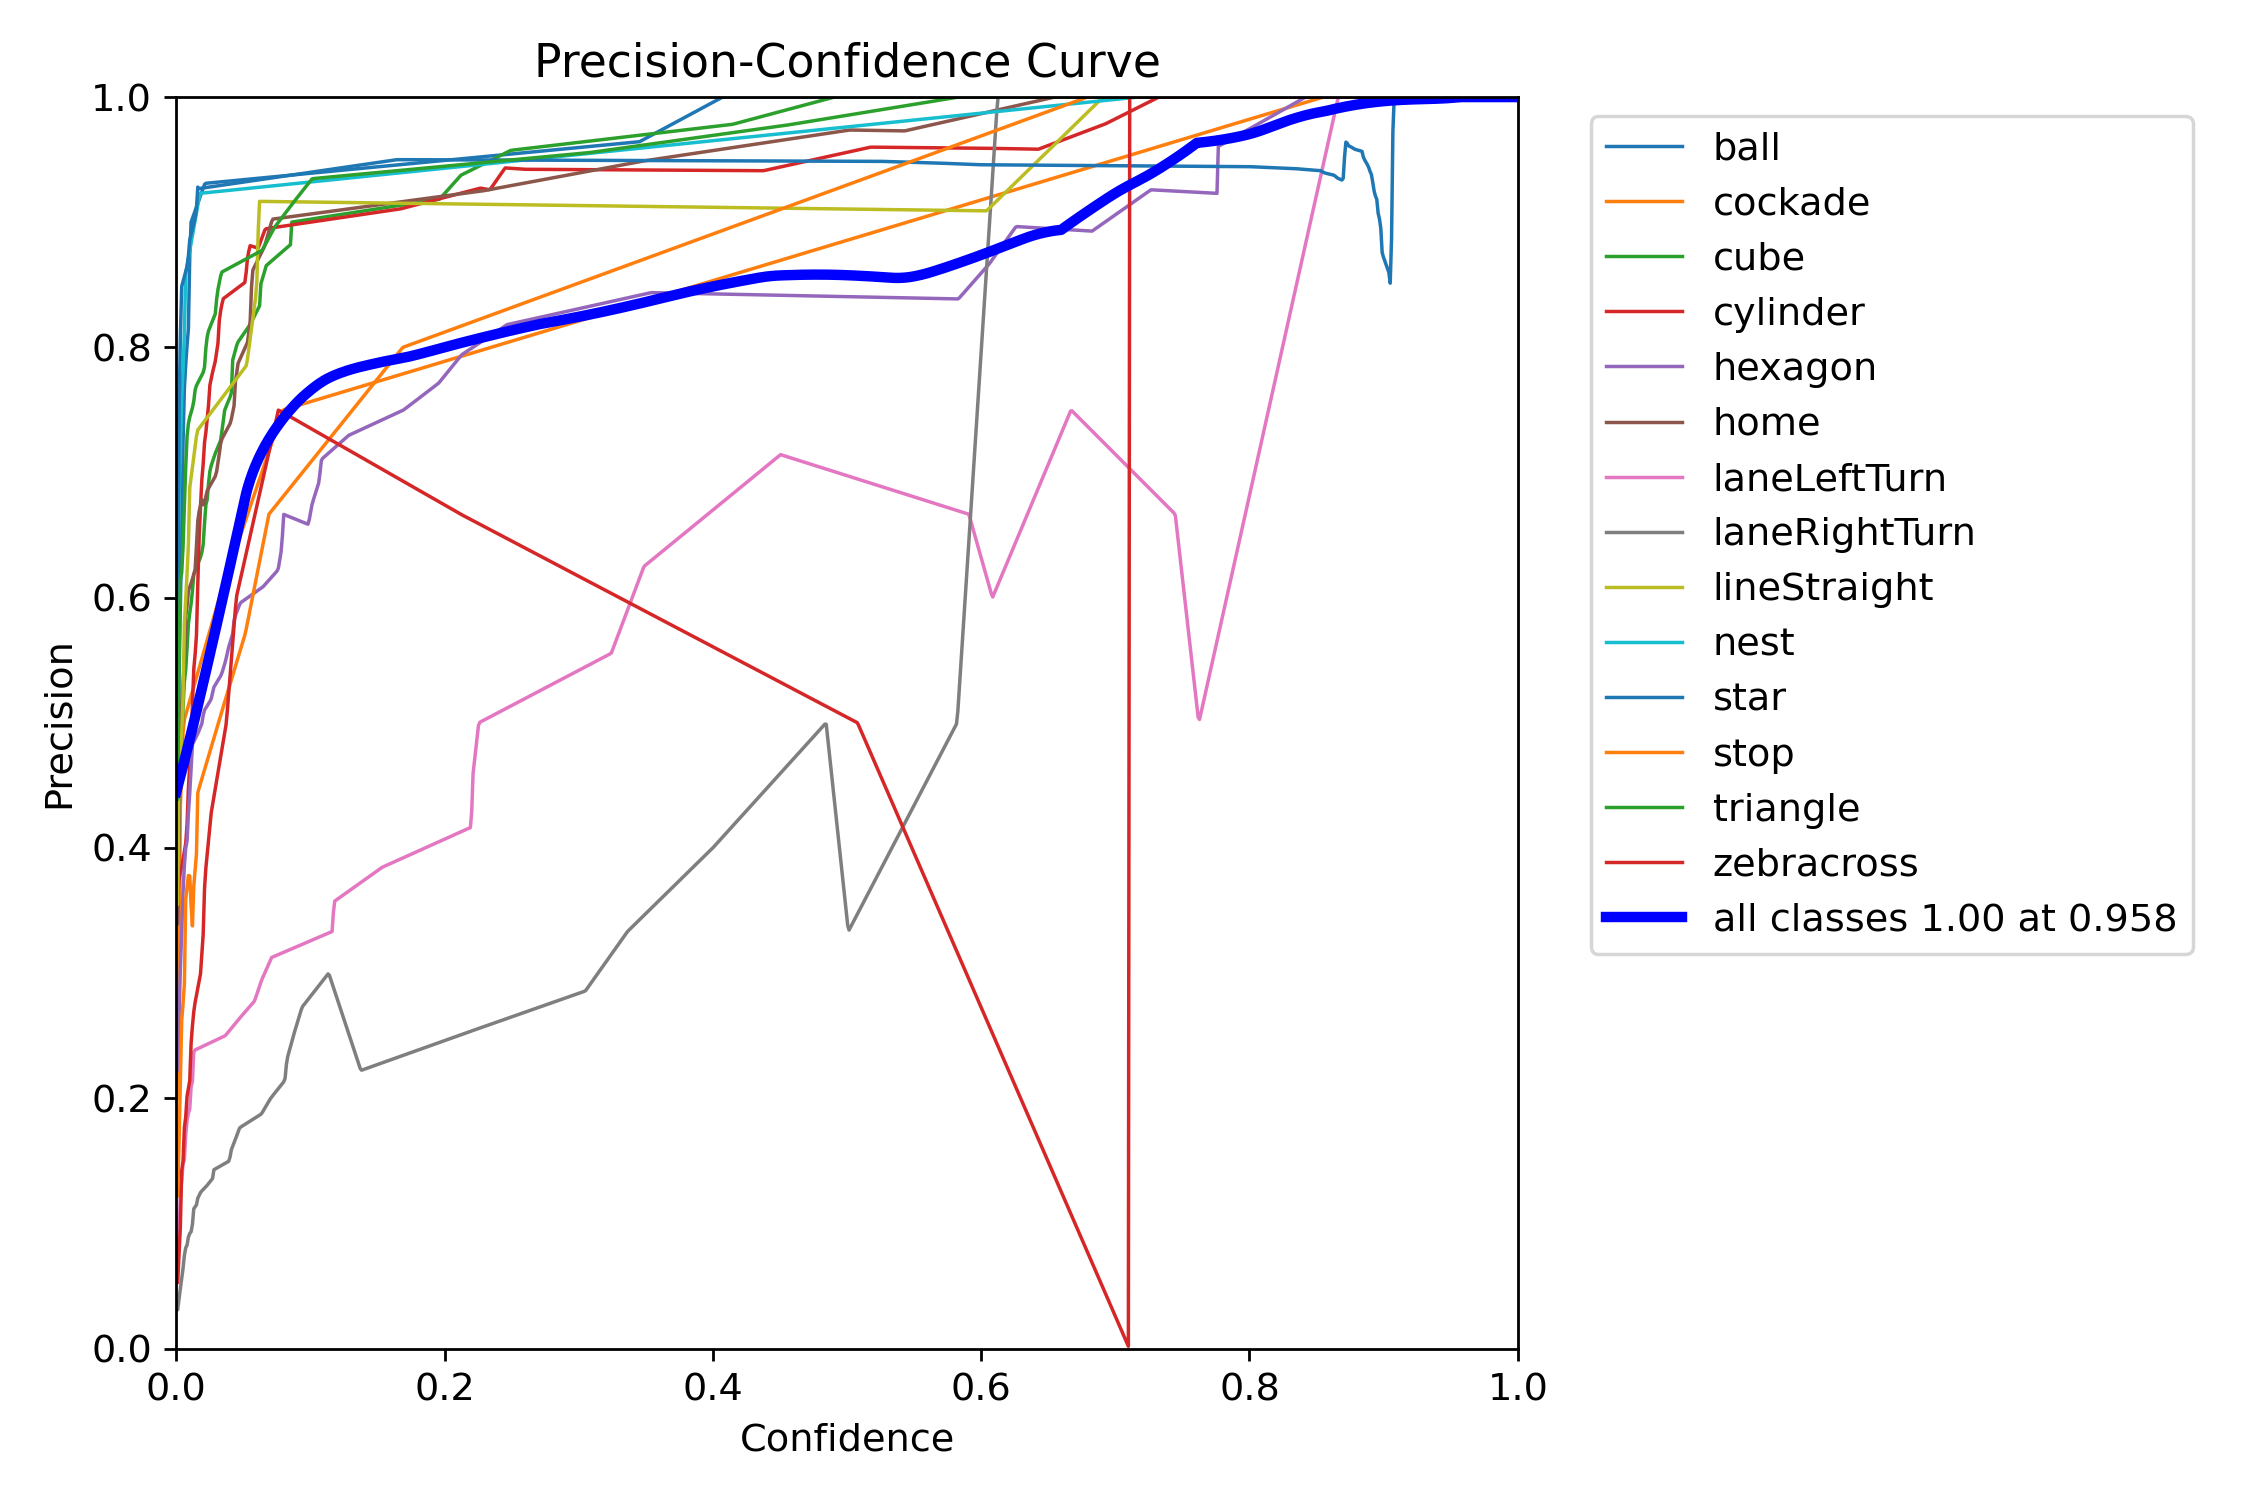 Precision-Confidence Curve
1.0
0.8
0.6
0.4
0.2
0.0
Precision
0.0 0.2 0.4 0.6 0.8 1.0
Confidence
ball
cockade
cube
cylinder
hexagon
home
laneLeftTurn
laneRightTurn
lineStraight
nest
star
stop
triangle
zebracross
all classes 1.00 at 0.958